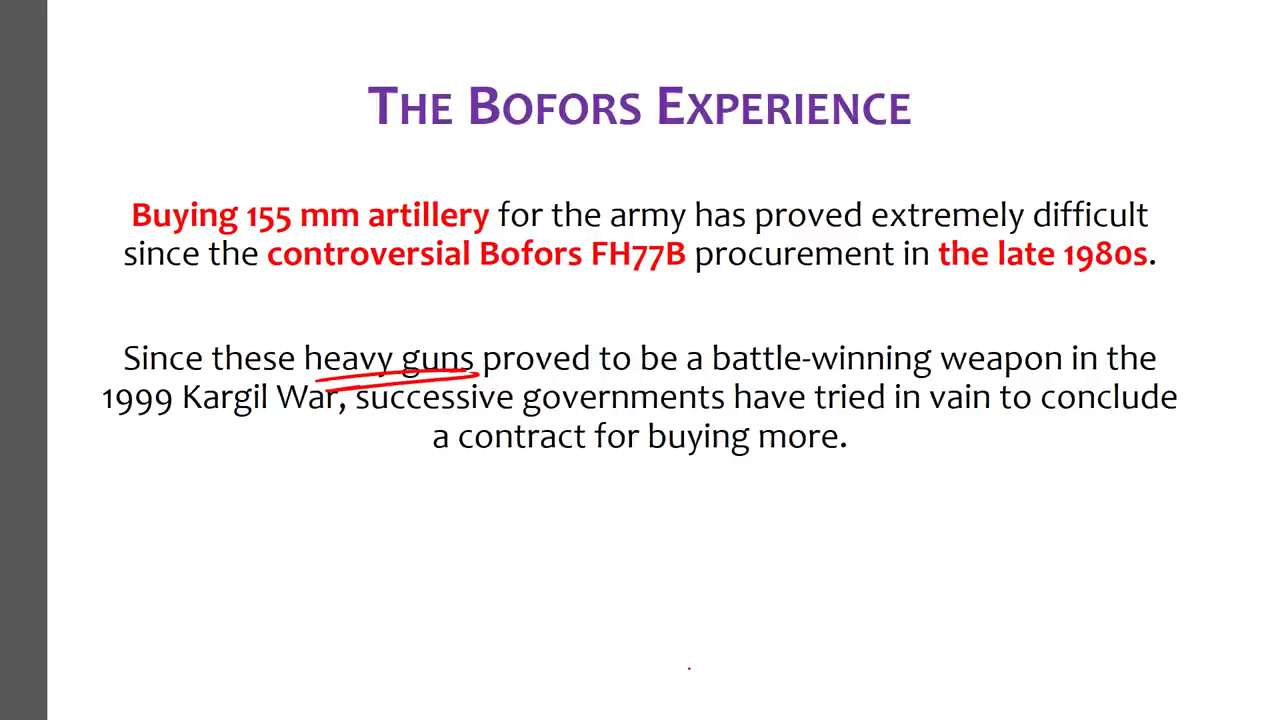 THE BOFORS EXPERIENCE
Buying 155 mm artillery for the army has proved extremely difficult
since the controversial Bofors FH77B procurement in the late 1980s.
Since these heavy guns proved to be a battle-winning weapon in the
1999 Kargil War, successive governments have tried in vain to conclude
a contract for buying more.